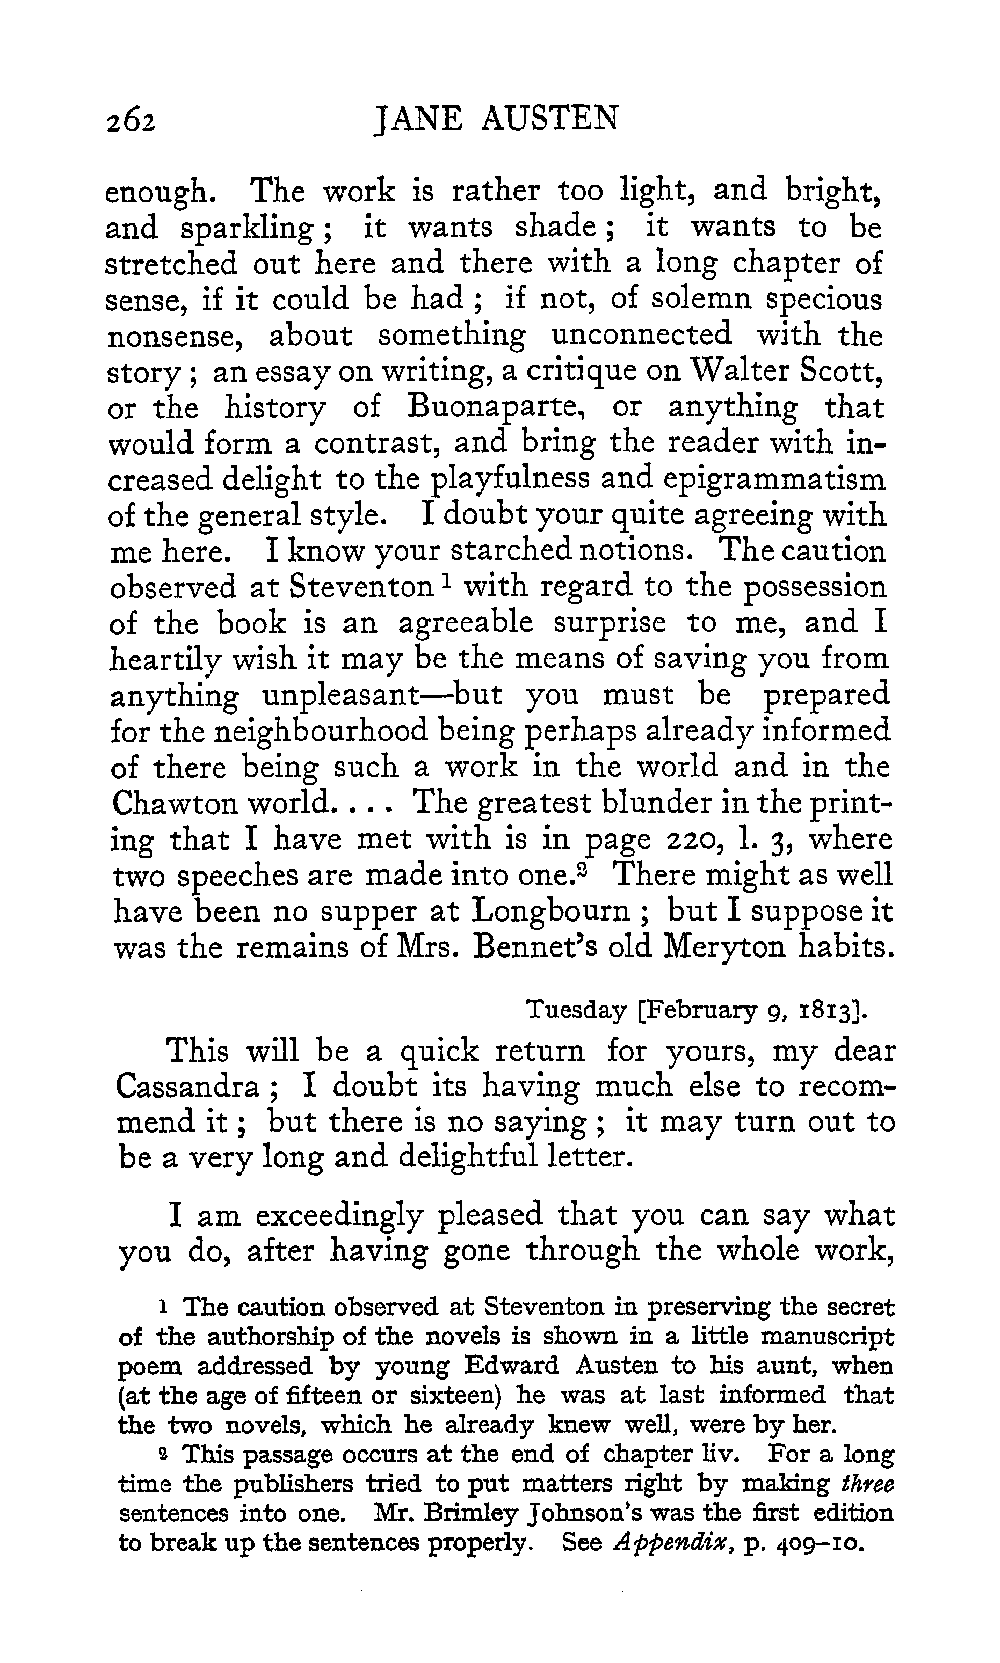 262 JANE AUSTEN
enough. The work is rather too light, and bright,
and sparkling ; it wants shade ; it wants to be
stretched out here and there with a long chapter of
sense, if it could be had ; if not, of solemn specious
nonsense, about something unconnected with the
story ; an essay on writing, a critique on Walter Scott,
or the history of Buonaparte, or anything that
would form a contrast, and bring the reader with in-
creased delight to the playfulness and epigrammatism
of the general style. I doubt your quite agreeing with
me here. I know your starched notions. The caution
observed at Steventon ¹ with regard to the possession
of the book is an agreeable surprise to me, and I
heartily wish it may be the means of saving you from
anything unpleasant—but you must be prepared
for the neighbourhood being perhaps already informed
of there being such a work in the world and in the
Chawton world. . . . The greatest blunder in the print-
ing that I have met with is in page 220, l. 3, where
two speeches are made into one.² There might as well
have been no supper at Longbourn ; but I suppose it
was the remains of Mrs. Bennet's old Meryton habits.
Tuesday [February 9, 1813].
This will be a quick return for yours, my dear
Cassandra ; I doubt its having much else to recom-
mend it ; but there is no saying ; it may turn out to
be a very long and delightful letter.
I am exceedingly pleased that you can say what
you do, after having gone through the whole work,
¹ The caution observed at Steventon in preserving the secret
of the authorship of the novels is shown in a little manuscript
poem addressed by young Edward Austen to his aunt, when
(at the age of fifteen or sixteen) he was at last informed that
the two novels, which he already knew well, were by her.
² This passage occurs at the end of chapter liv. For a long
time the publishers tried to put matters right by making three
sentences into one. Mr. Brimley Johnson's was the first edition
to break up the sentences properly. See Appendix, p. 409–10.